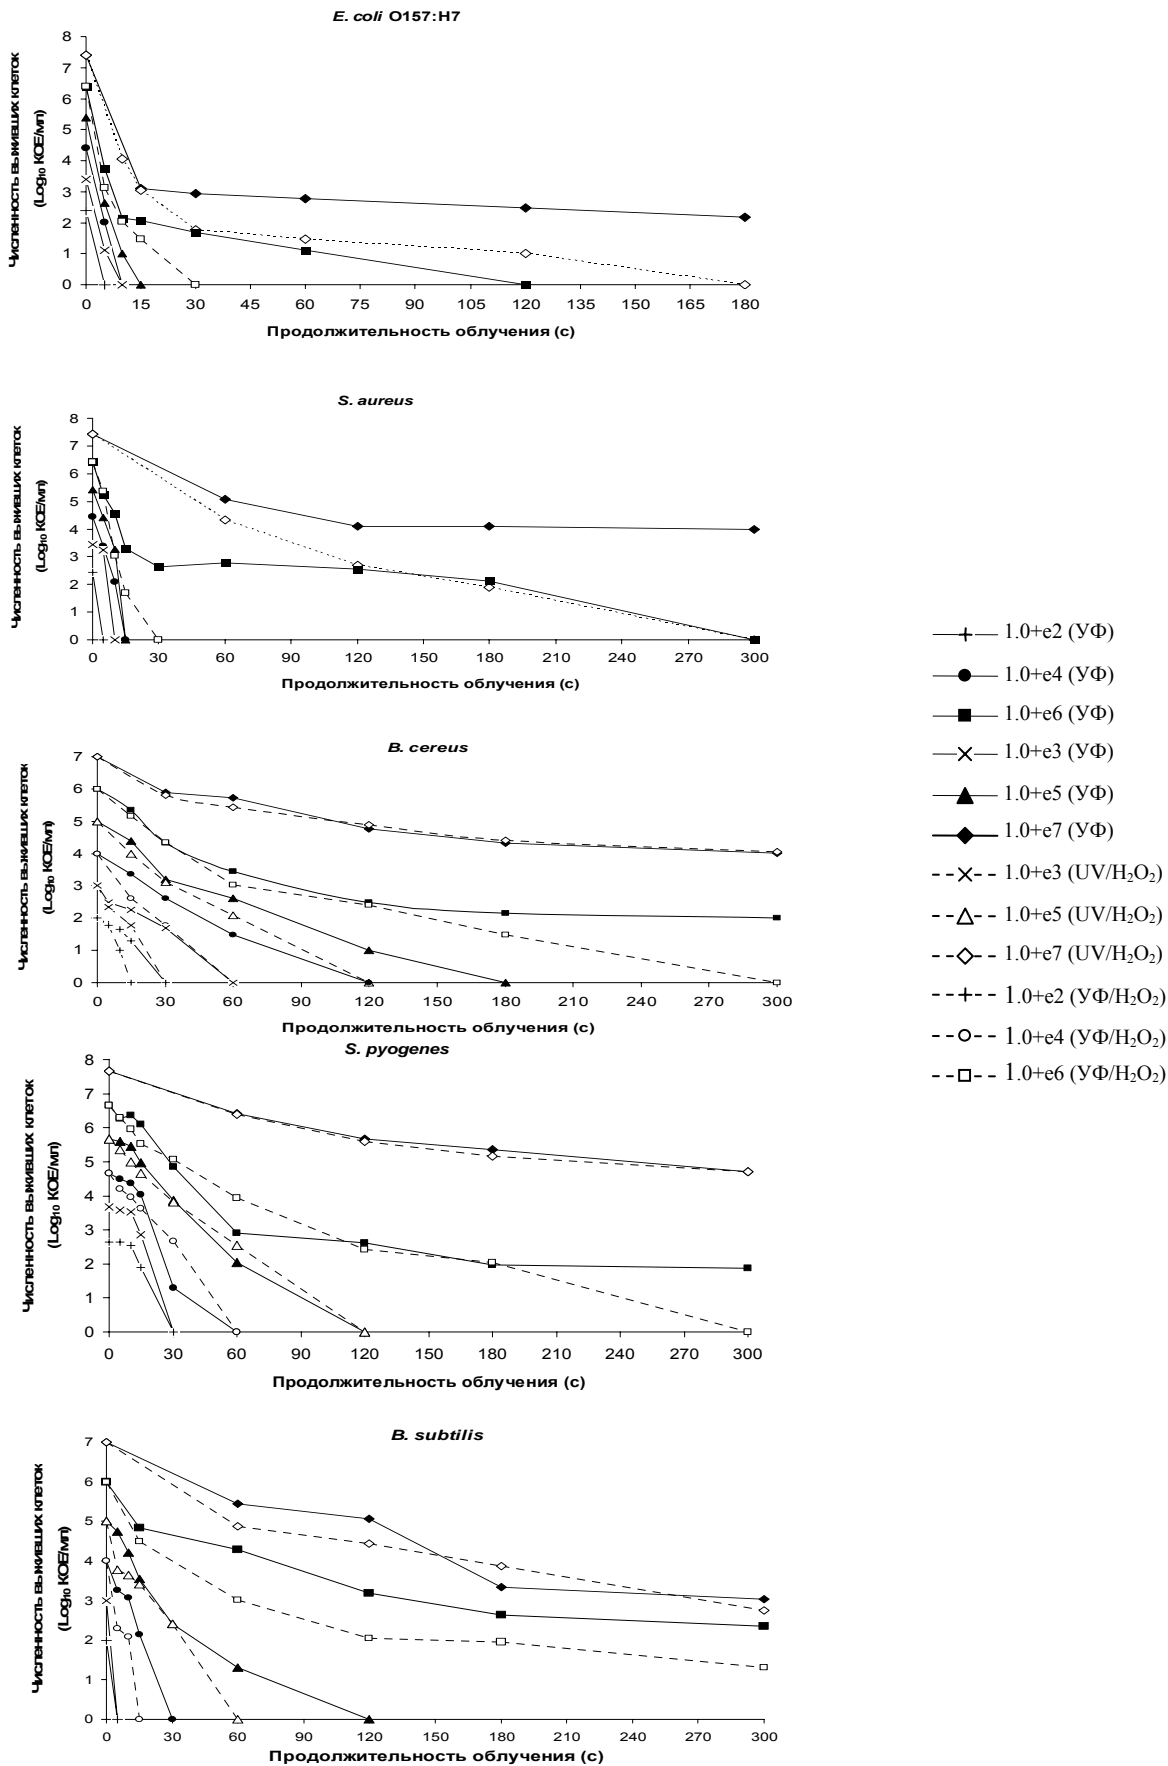 E. coli O157:H7
Численность выживших клеток
(Log₁₀ КОЕ/мл)
8
7
6
5
4
3
2
1
0
0 5 15 30 45 60 75 90 105 120 135 150 165 180
Продолжительность облучения (с)
S. aureus
Численность выживших клеток
(Log₁₀ КОЕ/мл)
8
7
6
5
4
3
2
1
0
0 30 60 90 120 150 180 210 240 270 300
Продолжительность облучения (с)
B. cereus
Численность выживших клеток
(Log₁₀ КОЕ/мл)
7
6
5
4
3
2
1
0
0 30 60 90 120 150 180 210 240 270 300
Продолжительность облучения (с)
S. pyogenes
Численность выживших клеток
(Log₁₀ КОЕ/мл)
8
7
6
5
4
3
2
1
0
0 30 60 90 120 150 180 210 240 270 300
Продолжительность облучения (с)
B. subtilis
Численность выживших клеток
(Log₁₀ КОЕ/мл)
7
6
5
4
3
2
1
0
0 30 60 90 120 150 180 210 240 270 300
Продолжительность облучения (с)
1.0+e2 (УФ)
1.0+e4 (УФ)
1.0+e6 (УФ)
1.0+e3 (УФ)
1.0+e5 (УФ)
1.0+e7 (УФ)
1.0+e3 (UV/H₂O₂)
1.0+e5 (UV/H₂O₂)
1.0+e7 (UV/H₂O₂)
1.0+e2 (УФ/H₂O₂)
1.0+e4 (УФ/H₂O₂)
1.0+e6 (УФ/H₂O₂)